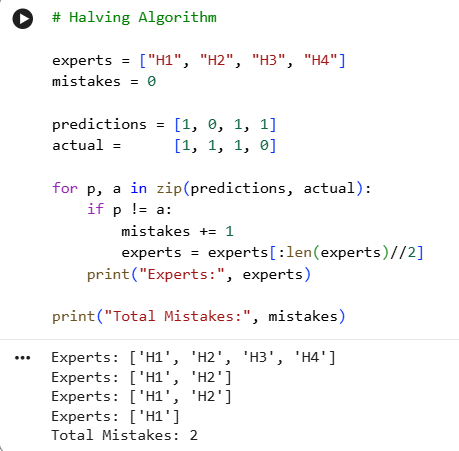 # Halving Algorithm
experts = ["H1", "H2", "H3", "H4"]
mistakes = 0
predictions = [1, 0, 1, 1]
actual =      [1, 1, 1, 0]
for p, a in zip(predictions, actual):
    if p != a:
        mistakes += 1
        experts = experts[:len(experts)//2]
    print("Experts:", experts)
print("Total Mistakes:", mistakes)
Experts: ['H1', 'H2', 'H3', 'H4']
Experts: ['H1', 'H2']
Experts: ['H1', 'H2']
Experts: ['H1']
Total Mistakes: 2